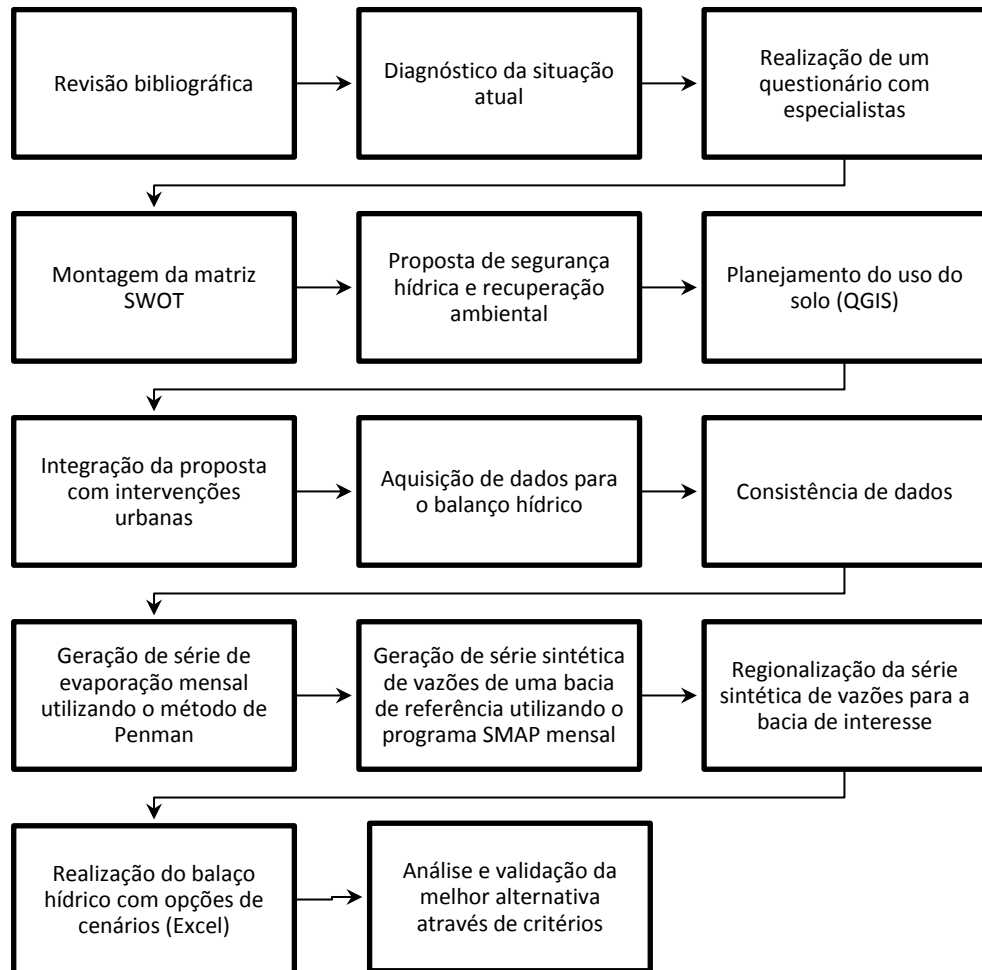 Revisão bibliográfica
Diagnóstico da situação
atual
Realização de um
questionário com
especialistas
Montagem da matriz
SWOT
Proposta de segurança
hídrica e recuperação
ambiental
Planejamento do uso do
solo (QGIS)
Integração da proposta
com intervenções
urbanas
Aquisição de dados para
o balanço hídrico
Consistência de dados
Geração de série de
evaporação mensal
utilizando o método de
Penman
Geração de série sintética
de vazões de uma bacia
de referência utilizando o
programa SMAP mensal
Regionalização da série
sintética de vazões para a
bacia de interesse
Realização do balaço
hídrico com opções de
cenários (Excel)
Análise e validação da
melhor alternativa
através de critérios